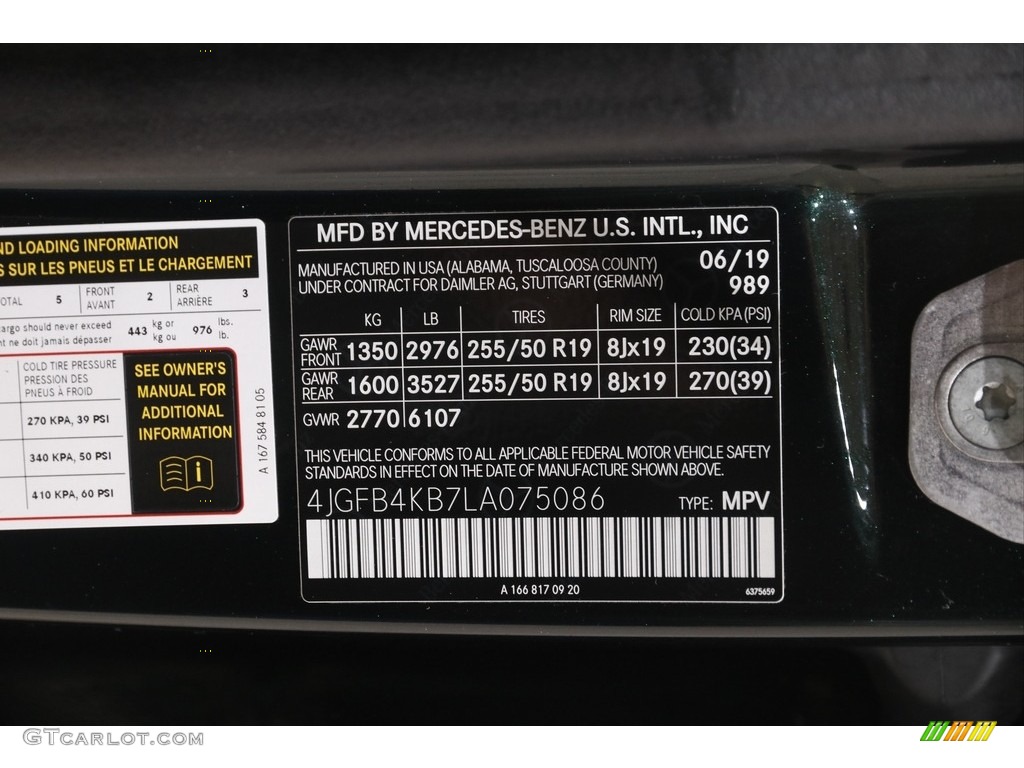 ND LOADING INFORMATION
S SUR LES PNEUS ET LE CHARGEMENT
OTAL 5 FRONT AVANT 2 REAR ARRIÈRE 3
argo should never exceed
nt ne doit jamais dépasser
443 kg or kg ou 976 lbs. lb.
COLD TIRE PRESSURE
PRESSION DES
PNEUS À FROID
270 KPA, 39 PSI
340 KPA, 50 PSI
410 KPA, 60 PSI
SEE OWNER'S
MANUAL FOR
ADDITIONAL
INFORMATION
A 167 584 81 05
MFD BY MERCEDES-BENZ U.S. INTL., INC
MANUFACTURED IN USA (ALABAMA, TUSCALOOSA COUNTY) 06/19
UNDER CONTRACT FOR DAIMLER AG, STUTTGART (GERMANY) 989
KG LB TIRES RIM SIZE COLD KPA (PSI)
GAWR FRONT 1350 2976 255/50 R19 8Jx19 230(34)
GAWR REAR 1600 3527 255/50 R19 8Jx19 270(39)
GVWR 2770 6107
THIS VEHICLE CONFORMS TO ALL APPLICABLE FEDERAL MOTOR VEHICLE SAFETY
STANDARDS IN EFFECT ON THE DATE OF MANUFACTURE SHOWN ABOVE.
4JGFB4KB7LA075086 TYPE: MPV
A 166 817 09 20 6375659
GTCarlot.com